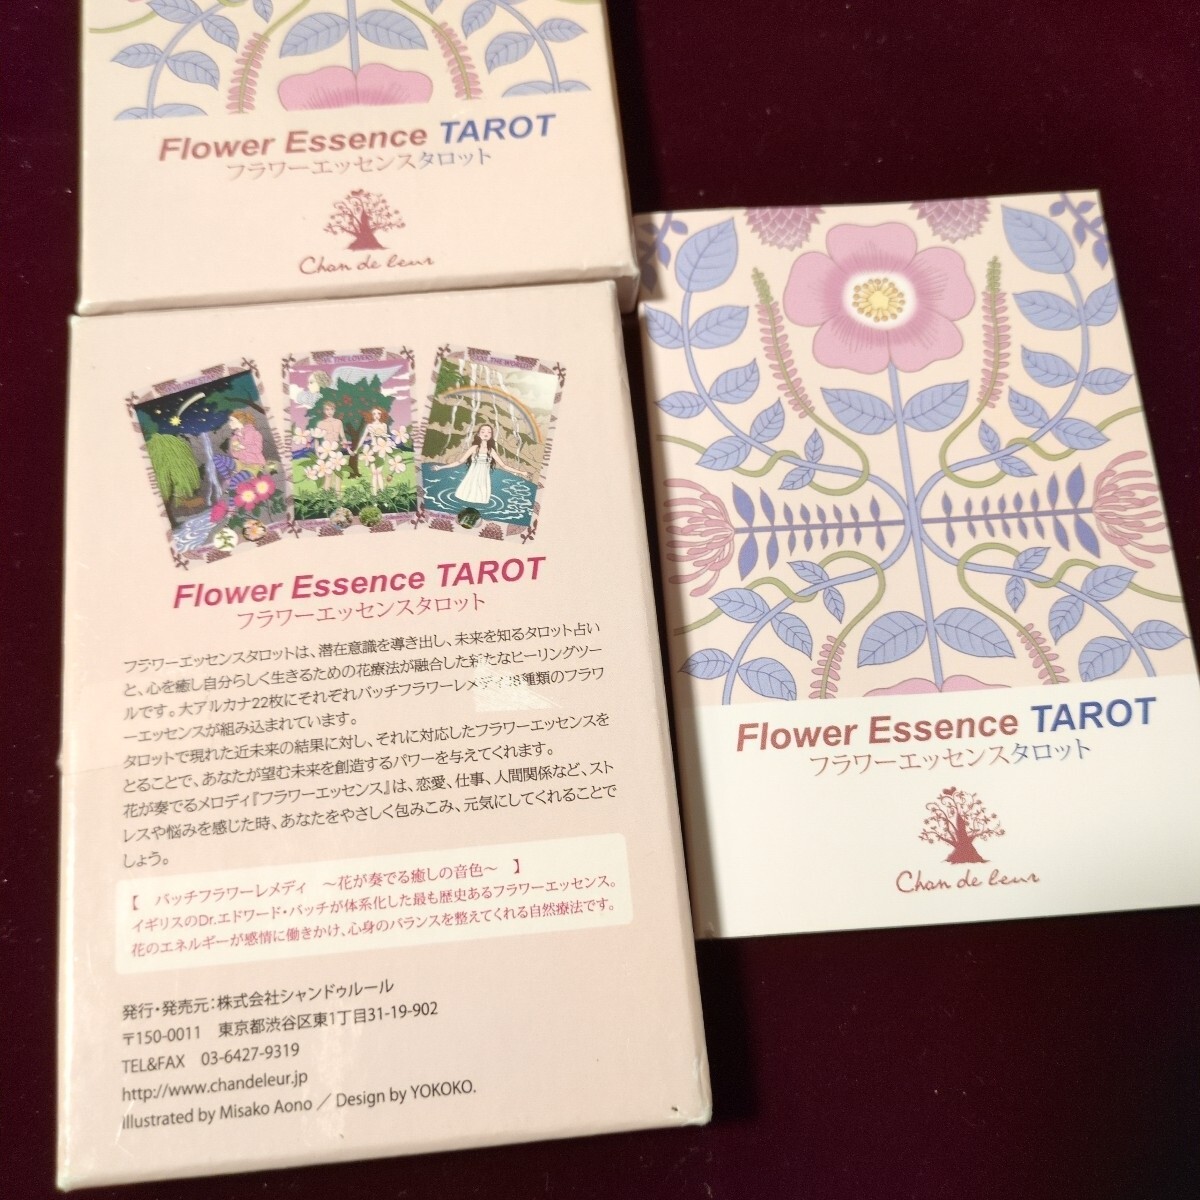 Flower Essence TAROT
フラワーエッセンスタロット
Chan de leur
THE LOVERS
THE WORLD
Flower Essence TAROT
フラワーエッセンスタロット
フラワーエッセンスタロットは、潜在意識を導き出し、未来を知るタロット占い
と、心を癒し自分らしく生きるための花療法が融合した新たなヒーリングツー
ルです。大アルカナ22枚にそれぞれバッチフラワーレメディ38種類のフラワ
ーエッセンスが組み込まれています。
タロットで現れた近未来の結果に対し、それに対応したフラワーエッセンスを
とることで、あなたが望む未来を創造するパワーを与えてくれます。
花が奏でるメロディ『フラワーエッセンス』は、恋愛、仕事、人間関係など、スト
レスや悩みを感じた時、あなたをやさしく包みこみ、元気にしてくれることで
しょう。
【 バッチフラワーレメディ ～花が奏でる癒しの音色～ 】
イギリスのDr.エドワード・バッチが体系化した最も歴史あるフラワーエッセンス。
花のエネルギーが感情に働きかけ、心身のバランスを整えてくれる自然療法です。
発行・発売元：株式会社シャンドゥルール
〒150-0011 東京都渋谷区東1丁目31-19-902
TEL&FAX 03-6427-9319
http://www.chandeleur.jp
illustrated by Misako Aono ／ Design by YOKOKO.
Flower Essence TAROT
フラワーエッセンスタロット
Chan de leur